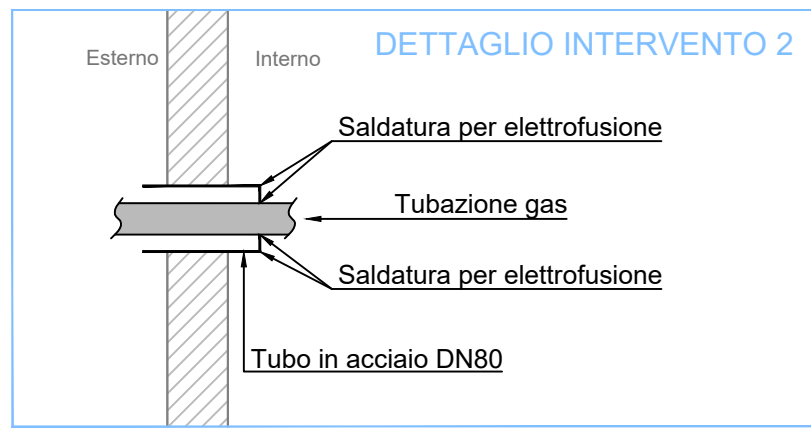 DETTAGLIO INTERVENTO 2
Esterno
Interno
Saldatura per elettrofusione
Tubazione gas
Saldatura per elettrofusione
Tubo in acciaio DN80